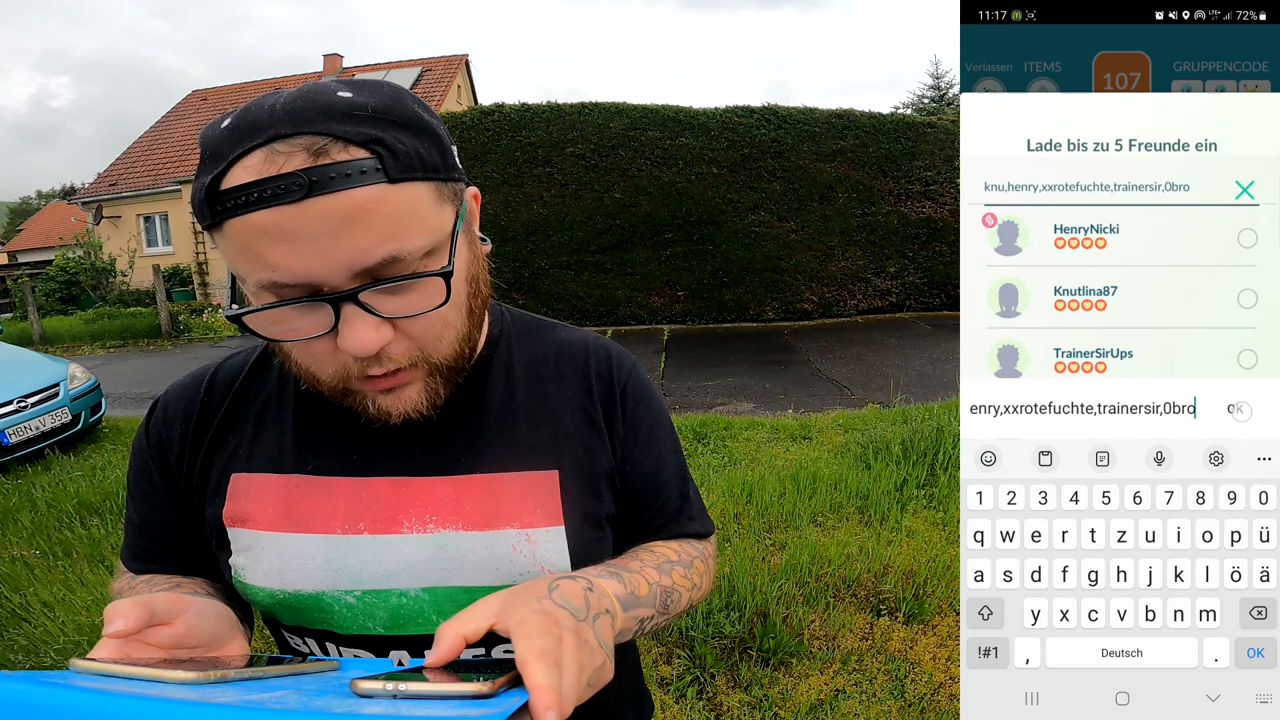 11:17
LTE+
72%
Verlassen
ITEMS
107
GRUPPENCODE
Lade bis zu 5 Freunde ein
knu,henry,xxrotefuchte,trainersir,0bro
HenryNicki
Knutlina87
TrainerSirUps
enry,xxrotefuchte,trainersir,0bro
OK
1 2 3 4 5 6 7 8 9 0
q w e r t z u i o p ü
a s d f g h j k l ö ä
y x c v b n m
!#1 , Deutsch . OK
HBN V 355